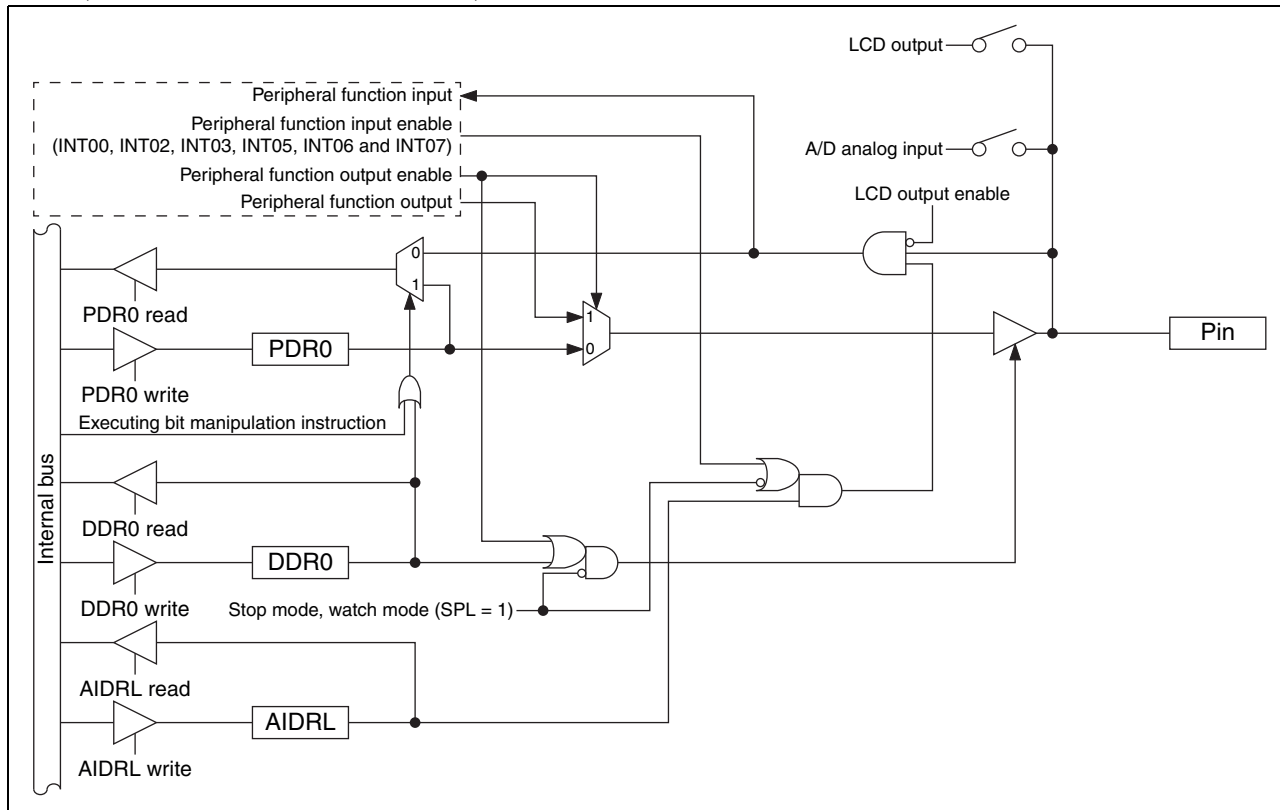 LCD output
Peripheral function input
Peripheral function input enable
(INT00, INT02, INT03, INT05, INT06 and INT07)
A/D analog input
Peripheral function output enable
Peripheral function output
LCD output enable
0
1
PDR0 read
1
0
Pin
PDR0
PDR0 write
Executing bit manipulation instruction
Internal bus
DDR0 read
DDR0
DDR0 write
Stop mode, watch mode (SPL = 1)
AIDRL read
AIDRL
AIDRL write